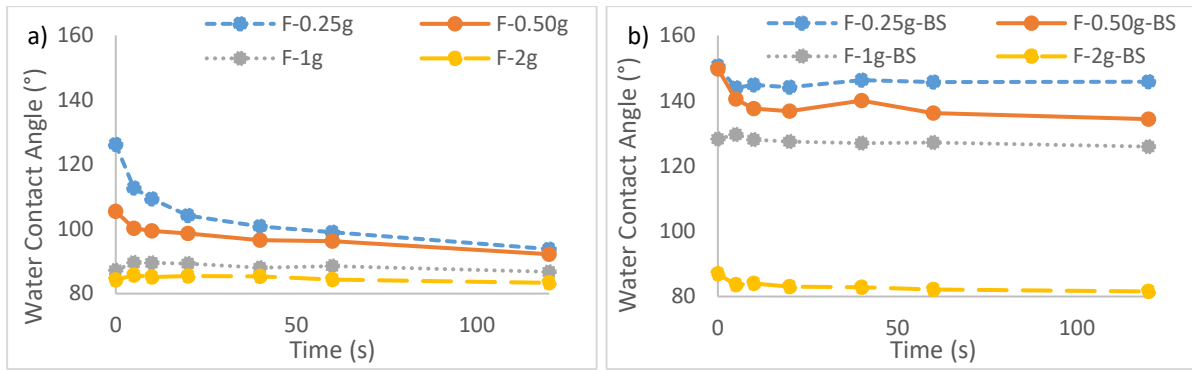 a)
F-0.25g
F-0.50g
F-1g
F-2g
Water Contact Angle (°)
160
140
120
100
80
0
50
100
Time (s)
b)
F-0.25g-BS
F-0.50g-BS
F-1g-BS
F-2g-BS
Water Contact Angle (°)
160
140
120
100
80
0
50
100
Time (s)